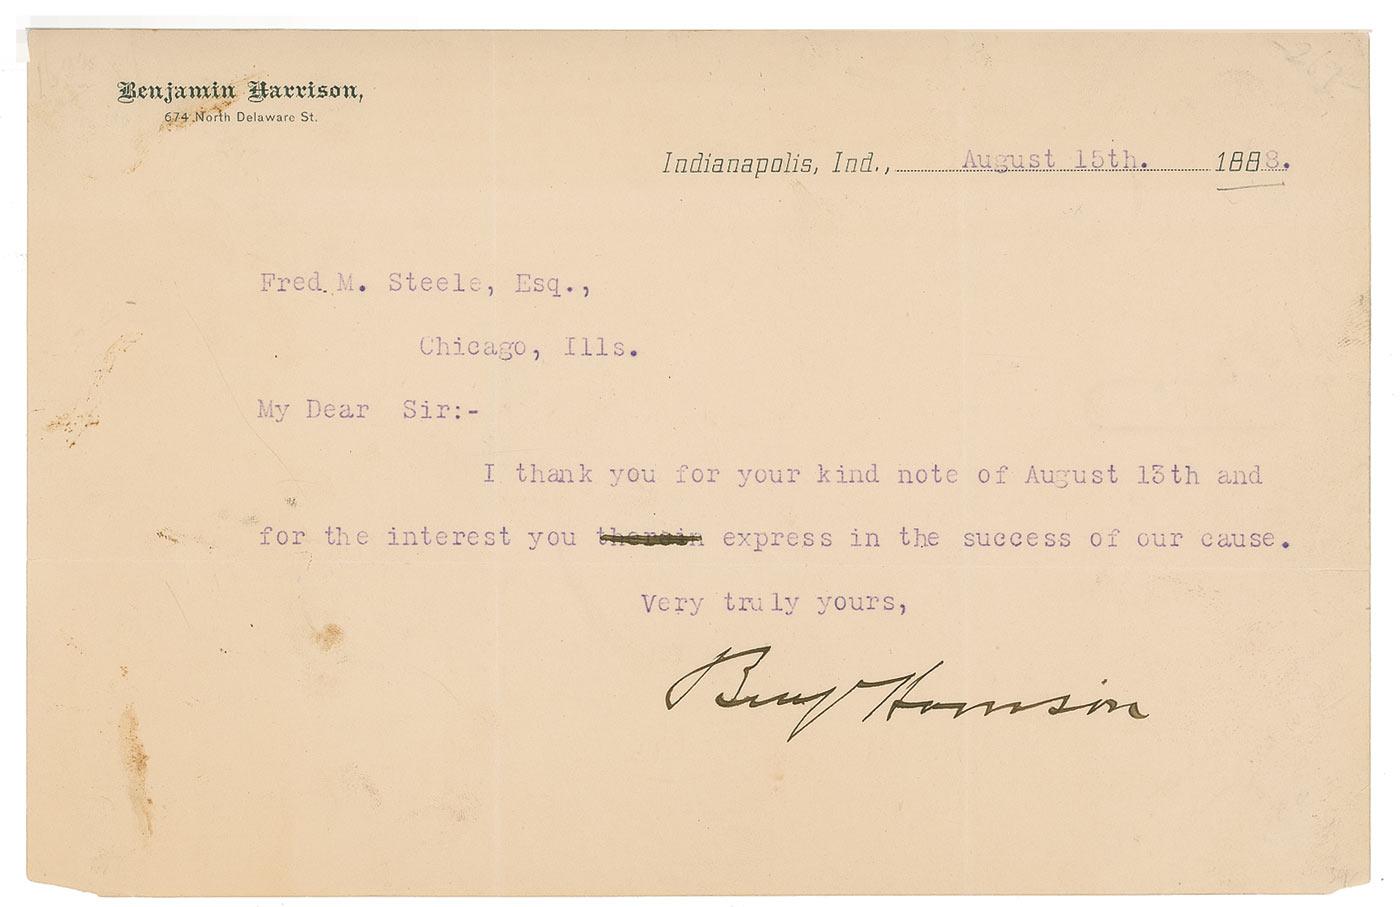 Benjamin Harrison,
674 North Delaware St.
Indianapolis, Ind., August 15th. 1888.
Fred M. Steele, Esq.,
Chicago, Ills.
My Dear Sir:-
I thank you for your kind note of August 13th and
for the interest you therein express in the success of our cause.
Very truly yours,
Benj Harrison